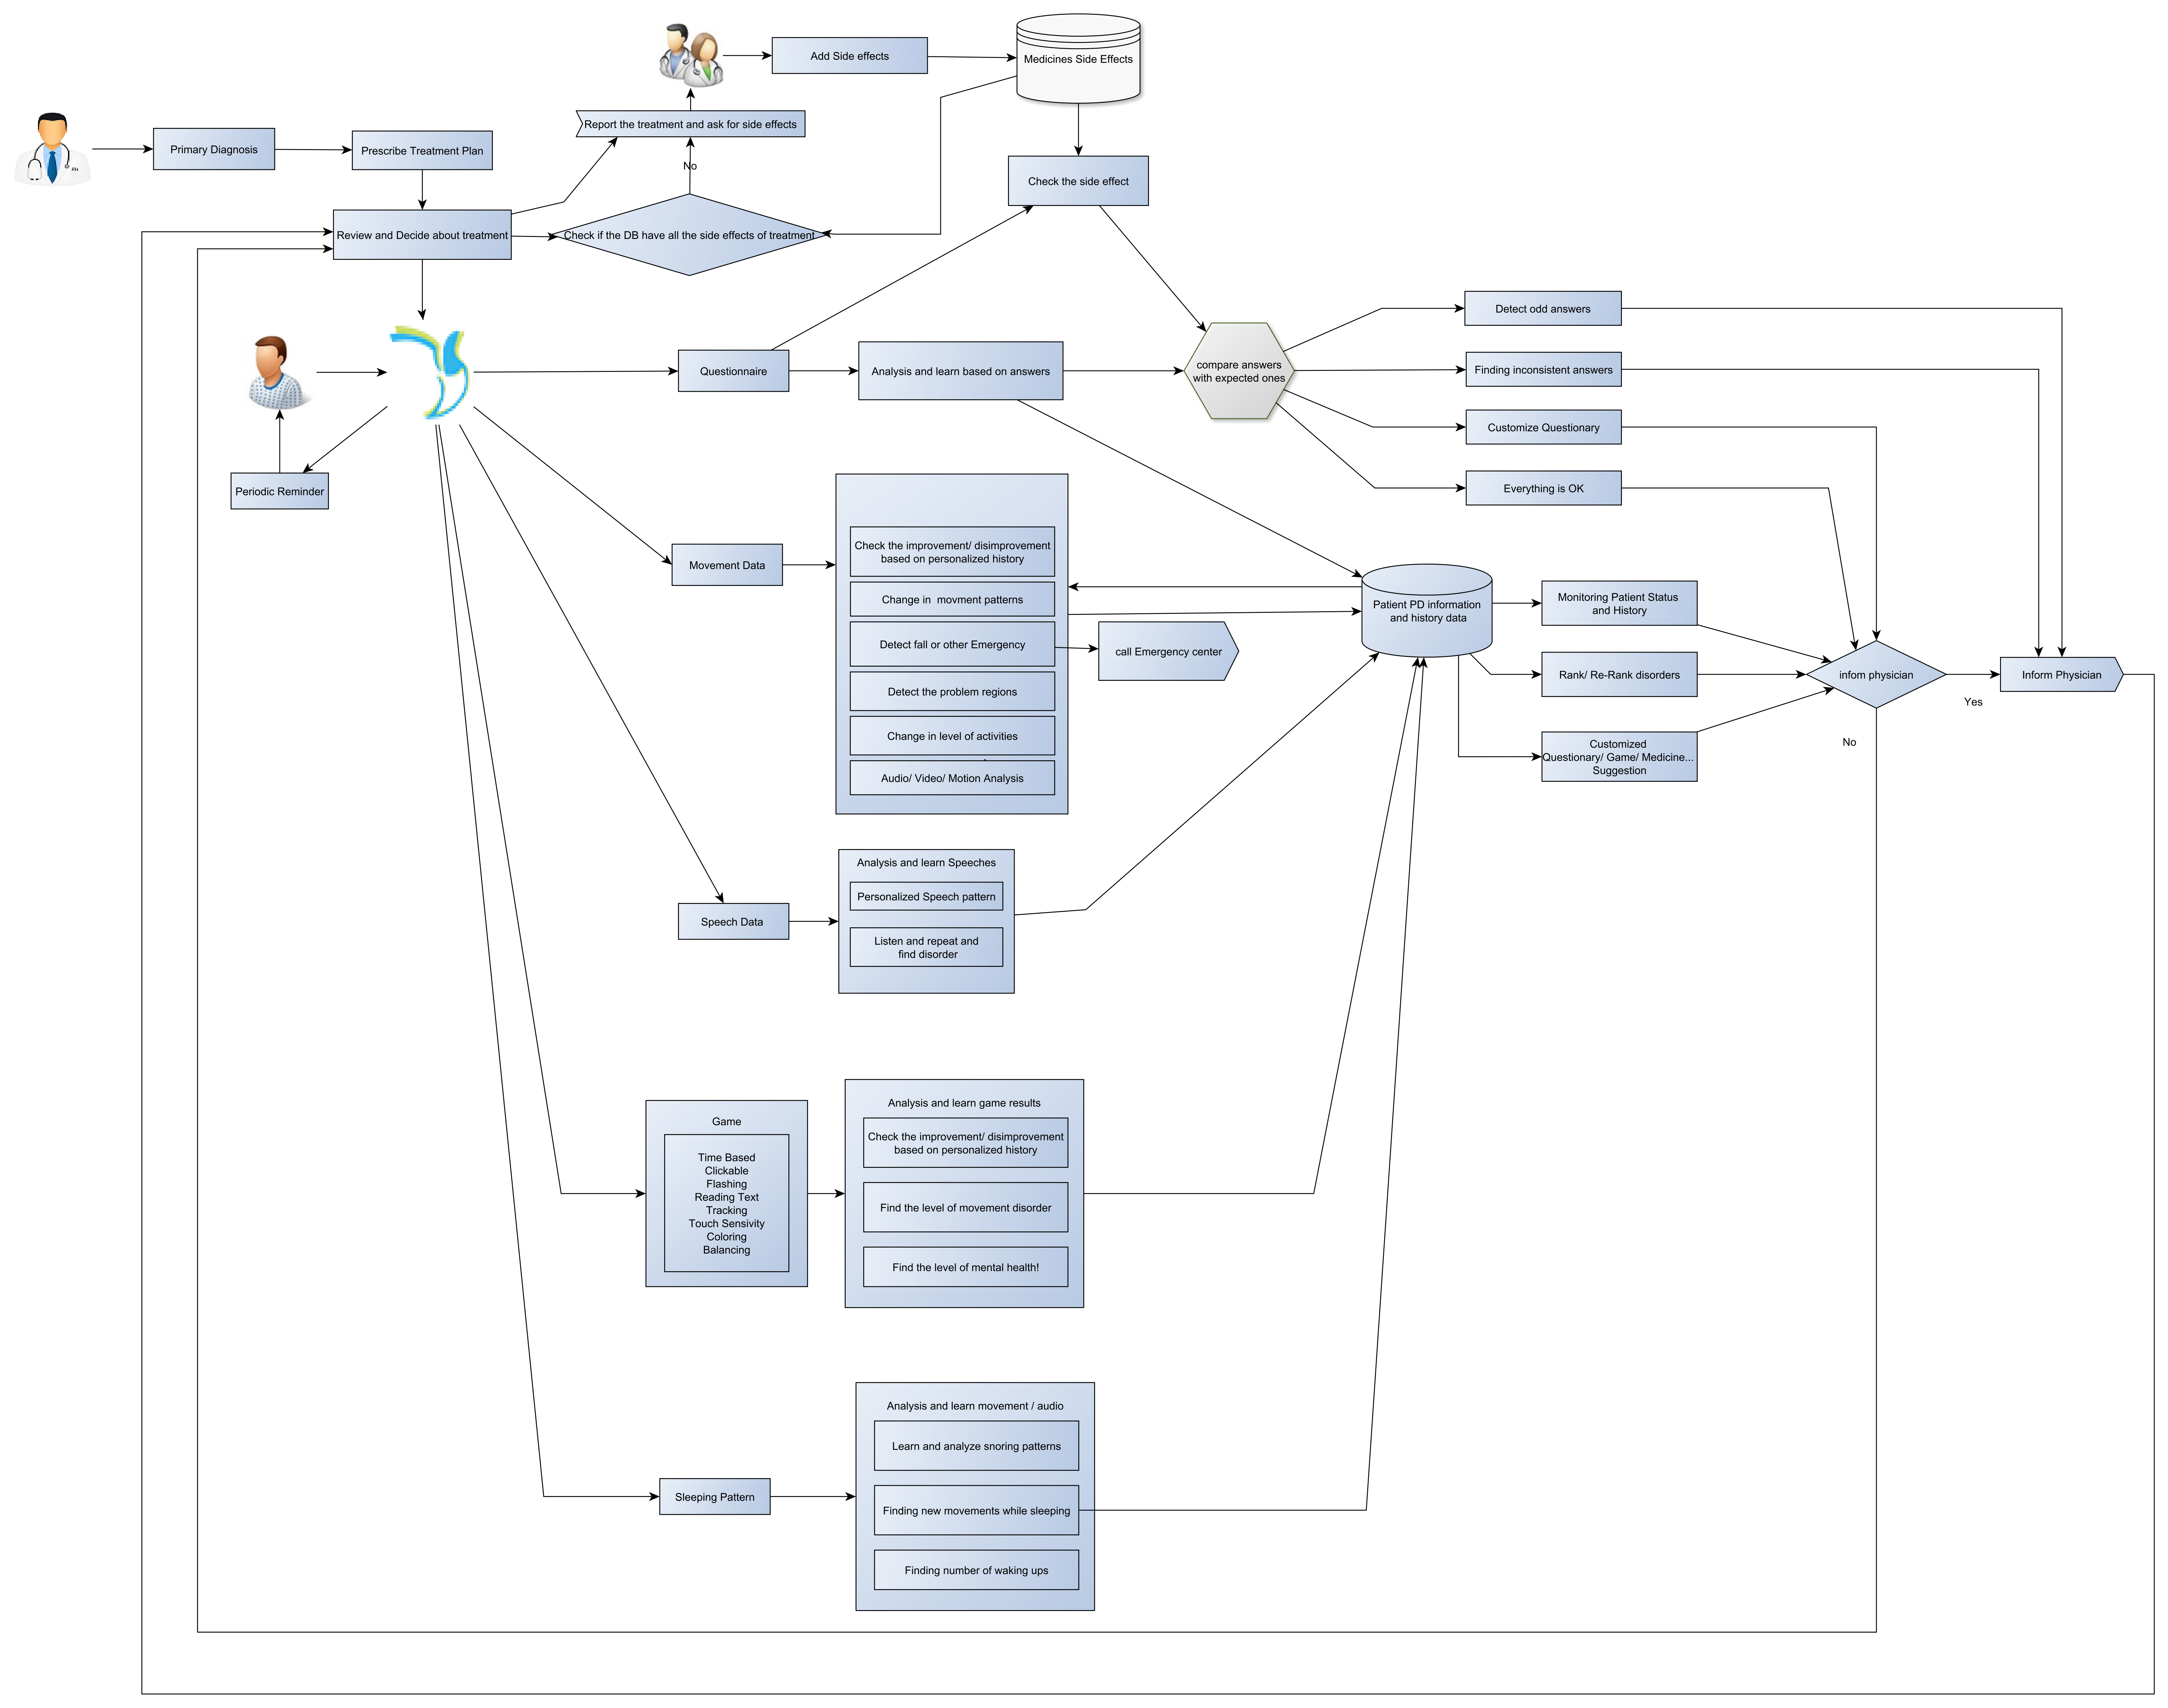 Add Side effects
Medicines Side Effects
Report the treatment and ask for side effects
Primary Diagnosis
Prescribe Treatment Plan
No
Check the side effect
Review and Decide about treatment
Check if the DB have all the side effects of treatment
Detect odd answers
Questionnaire
Analysis and learn based on answers
compare answers
with expected ones
Finding inconsistent answers
Customize Questionary
Periodic Reminder
Everything is OK
Movement Data
Check the improvement/ disimprovement
based on personalized history
Change in movment patterns
Detect fall or other Emergency
call Emergency center
Detect the problem regions
Change in level of activities
Audio/ Video/ Motion Analysis
Patient PD information
and history data
Monitoring Patient Status
and History
Rank/ Re-Rank disorders
Customized
Questionary/ Game/ Medicine...
Suggestion
infom physician
Yes
No
Inform Physician
Speech Data
Analysis and learn Speeches
Personalized Speech pattern
Listen and repeat and
find disorder
Game
Time Based
Clickable
Flashing
Reading Text
Tracking
Touch Sensivity
Coloring
Balancing
Analysis and learn game results
Check the improvement/ disimprovement
based on personalized history
Find the level of movement disorder
Find the level of mental health!
Sleeping Pattern
Analysis and learn movement / audio
Learn and analyze snoring patterns
Finding new movements while sleeping
Finding number of waking ups